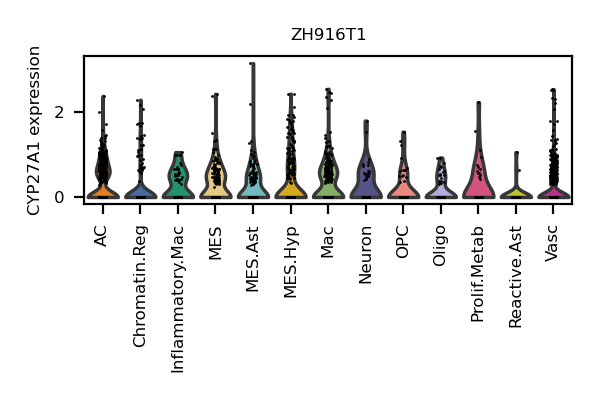 ZH916T1
CYP27A1 expression
2
0
AC
Chromatin.Reg
Inflammatory.Mac
MES
MES.Ast
MES.Hyp
Mac
Neuron
OPC
Oligo
Prolif.Metab
Reactive.Ast
Vasc